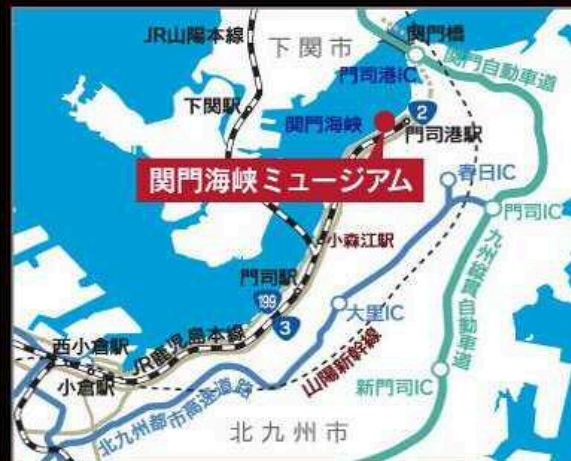 JR山陽本線
下関市
関門橋
関門自動車道
門司港IC
下関駅
関門海峡
2
門司港駅
関門海峡ミュージアム
春日IC
門司IC
小森江駅
門司駅
199
3
大里IC
九州縦貫自動車道
西小倉駅
JR鹿児島本線
小倉駅
山陽新幹線
新門司IC
北九州都市高速道路
北九州市